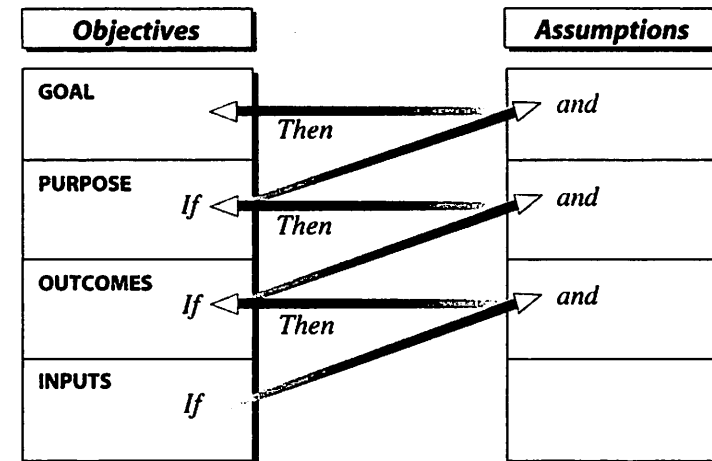 Objectives Assumptions
GOAL
and
Then
PURPOSE
If
and
Then
OUTCOMES
If
and
Then
INPUTS
If